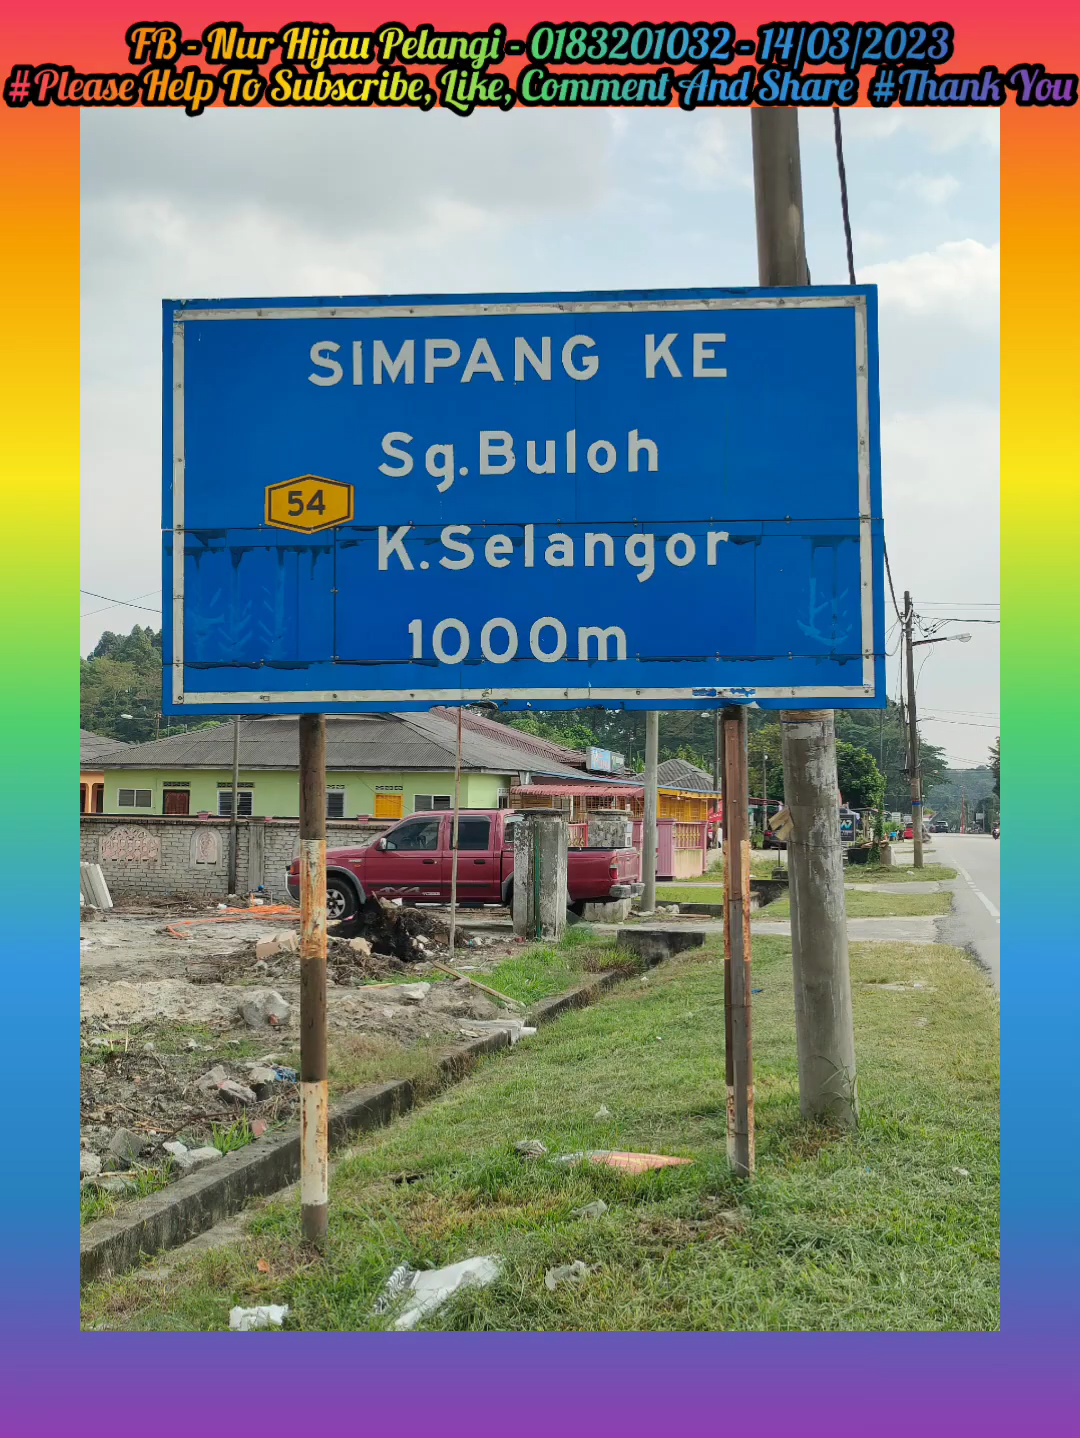 FB - Nur Hijau Pelangi - 0183201032 - 14/03/2023
#Please Help To Subscribe, Like, Comment And Share #Thank You
SIMPANG KE
Sg.Buloh
54
K.Selangor
1000m